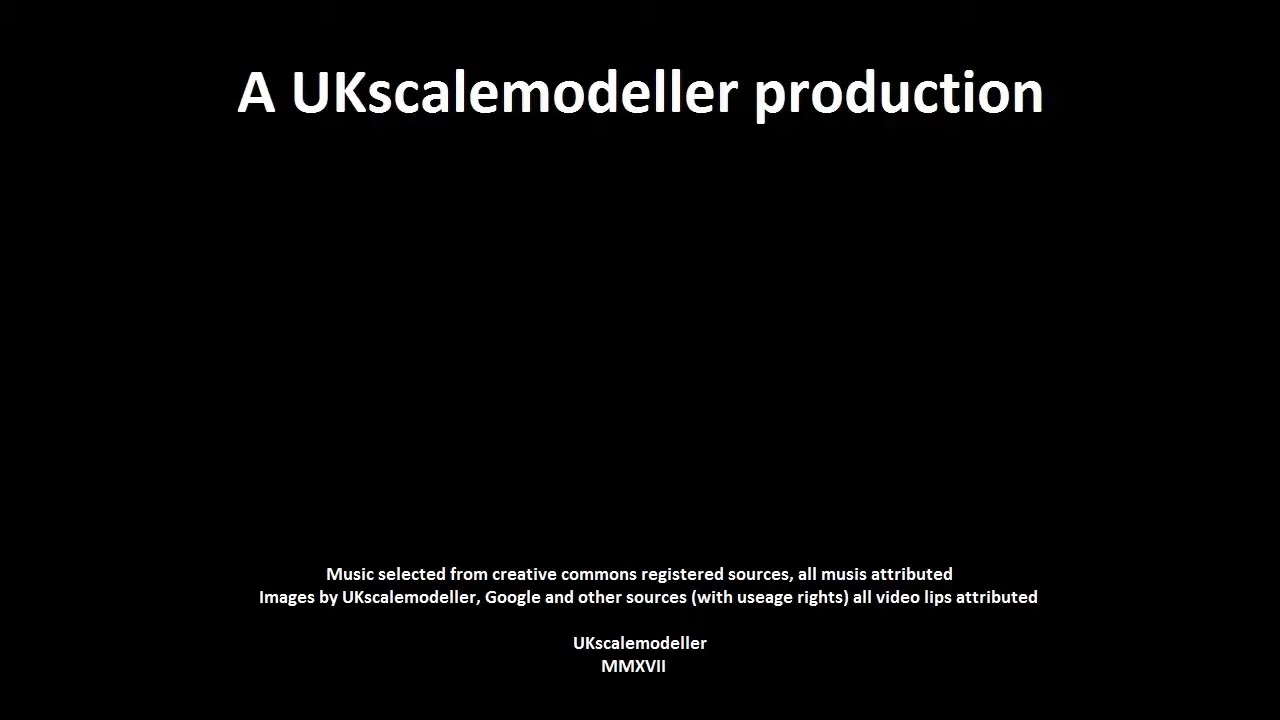 A UKscalemodeller production
Music selected from creative commons registered sources, all musis attributed
Images by UKscalemodeller, Google and other sources (with useage rights) all video lips attributed
UKscalemodeller
MMXVII